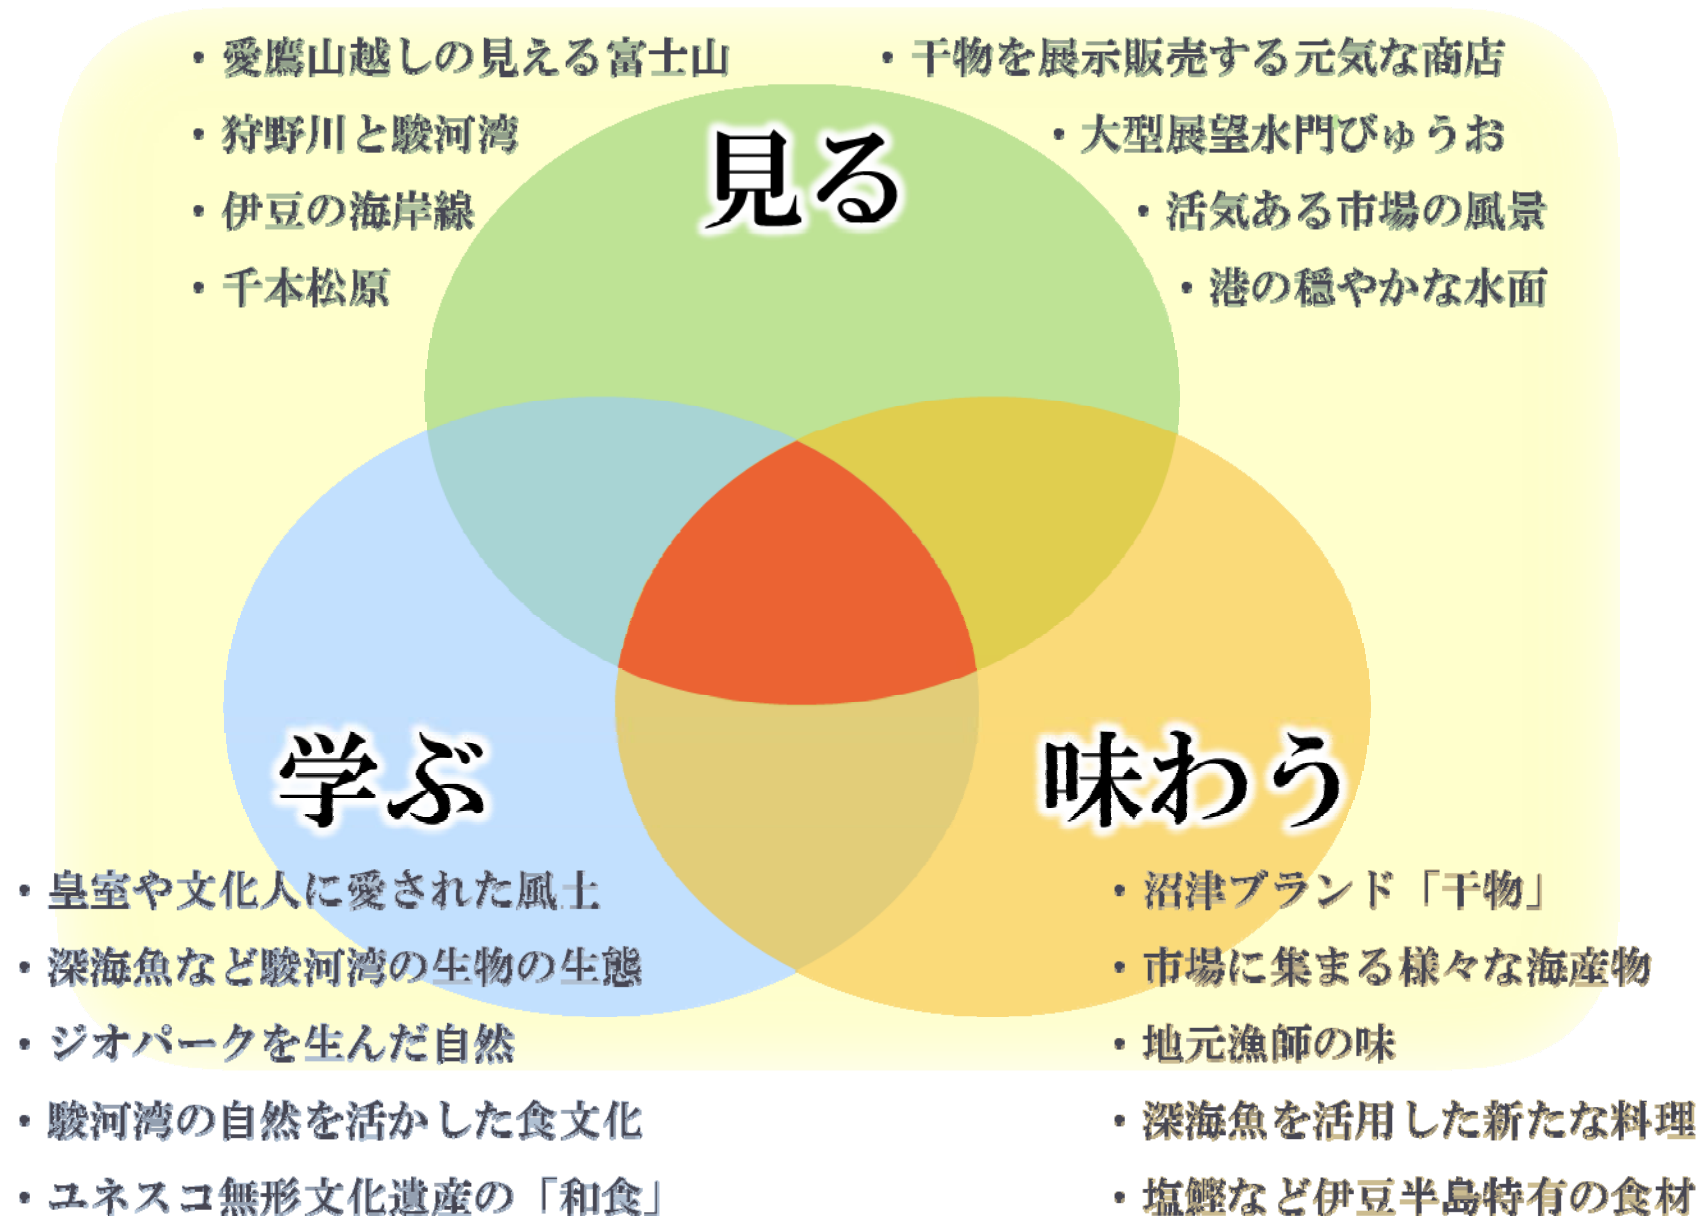 ・愛鷹山越しの見える富士山
・狩野川と駿河湾
・伊豆の海岸線
・千本松原
・干物を展示販売する元気な商店
・大型展望水門びゅうお
・活気ある市場の風景
・港の穏やかな水面
見る
学ぶ
・皇室や文化人に愛された風土
・深海魚など駿河湾の生物の生態
・ジオパークを生んだ自然
・駿河湾の自然を活かした食文化
・ユネスコ無形文化遺産の「和食」
味わう
・沼津ブランド「干物」
・市場に集まる様々な海産物
・地元漁師の味
・深海魚を活用した新たな料理
・塩鰹など伊豆半島特有の食材